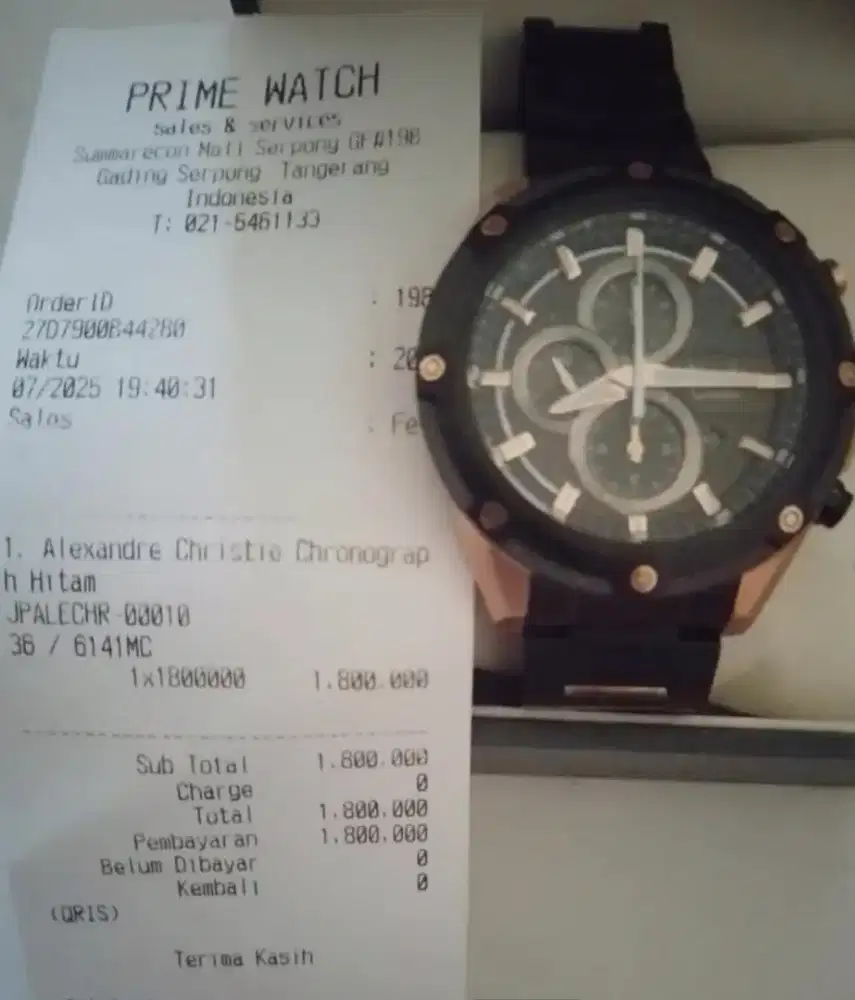 PRIME WATCH
Sales & services
Summarecon Mall Serpong GF#190
Gading Serpong Tangerang
Indonesia
T: 021-5461133
OrderID : 198
27D7900B44280
Waktu : 20
07/2025 19:40:31
Sales : Fe
1. Alexandre Christie Chronograp
h Hitam
JPALECHR-00010
36 / 6141MC
1x1800000 1.800.000
Sub Total 1.800.000
Charge 0
Total 1.800.000
Pembayaran 1.800.000
Belum Dibayar 0
Kembali 0
(QRIS)
Terima Kasih